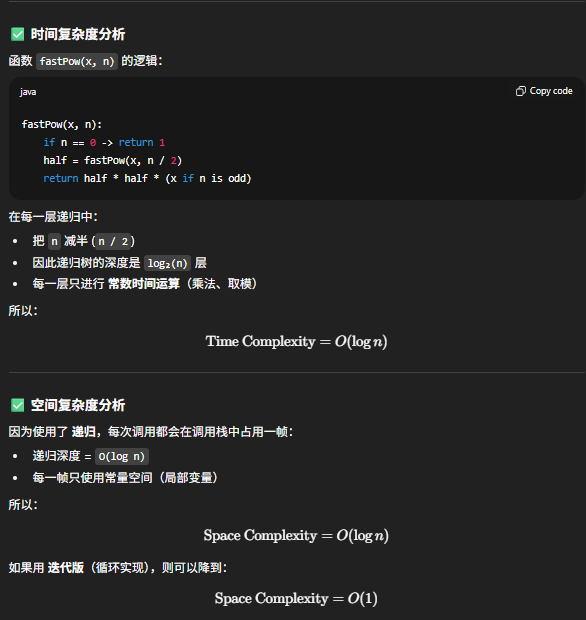 ✅ 时间复杂度分析
函数 fastPow(x, n) 的逻辑：
java
Copy code
fastPow(x, n):
    if n == 0 -> return 1
    half = fastPow(x, n / 2)
    return half * half * (x if n is odd)
在每一层递归中：
• 把 n 减半 (n / 2)
• 因此递归树的深度是 log₂(n) 层
• 每一层只进行 常数时间运算（乘法、取模）
所以：
Time Complexity = O(log n)
✅ 空间复杂度分析
因为使用了 递归，每次调用都会在调用栈中占用一帧：
• 递归深度 = O(log n)
• 每一帧只使用常量空间（局部变量）
所以：
Space Complexity = O(log n)
如果用 迭代版（循环实现），则可以降到：
Space Complexity = O(1)